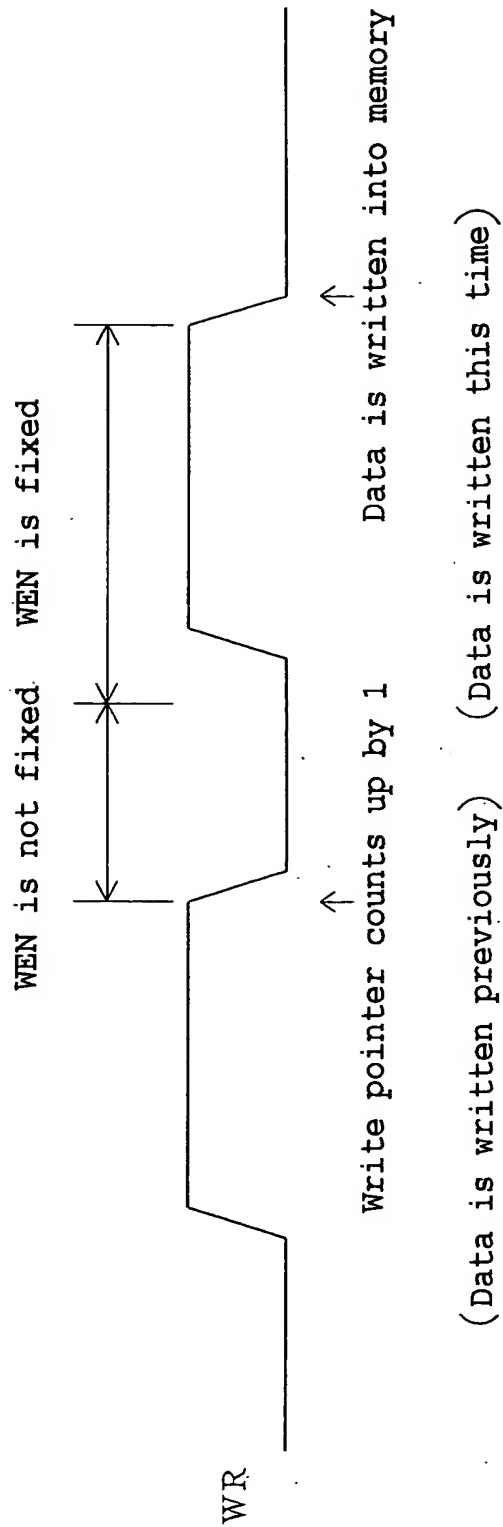 WEN is not fixed WEN is fixed
WR
Write pointer counts up by 1
Data is written into memory
(Data is written previously)
(Data is written this time)